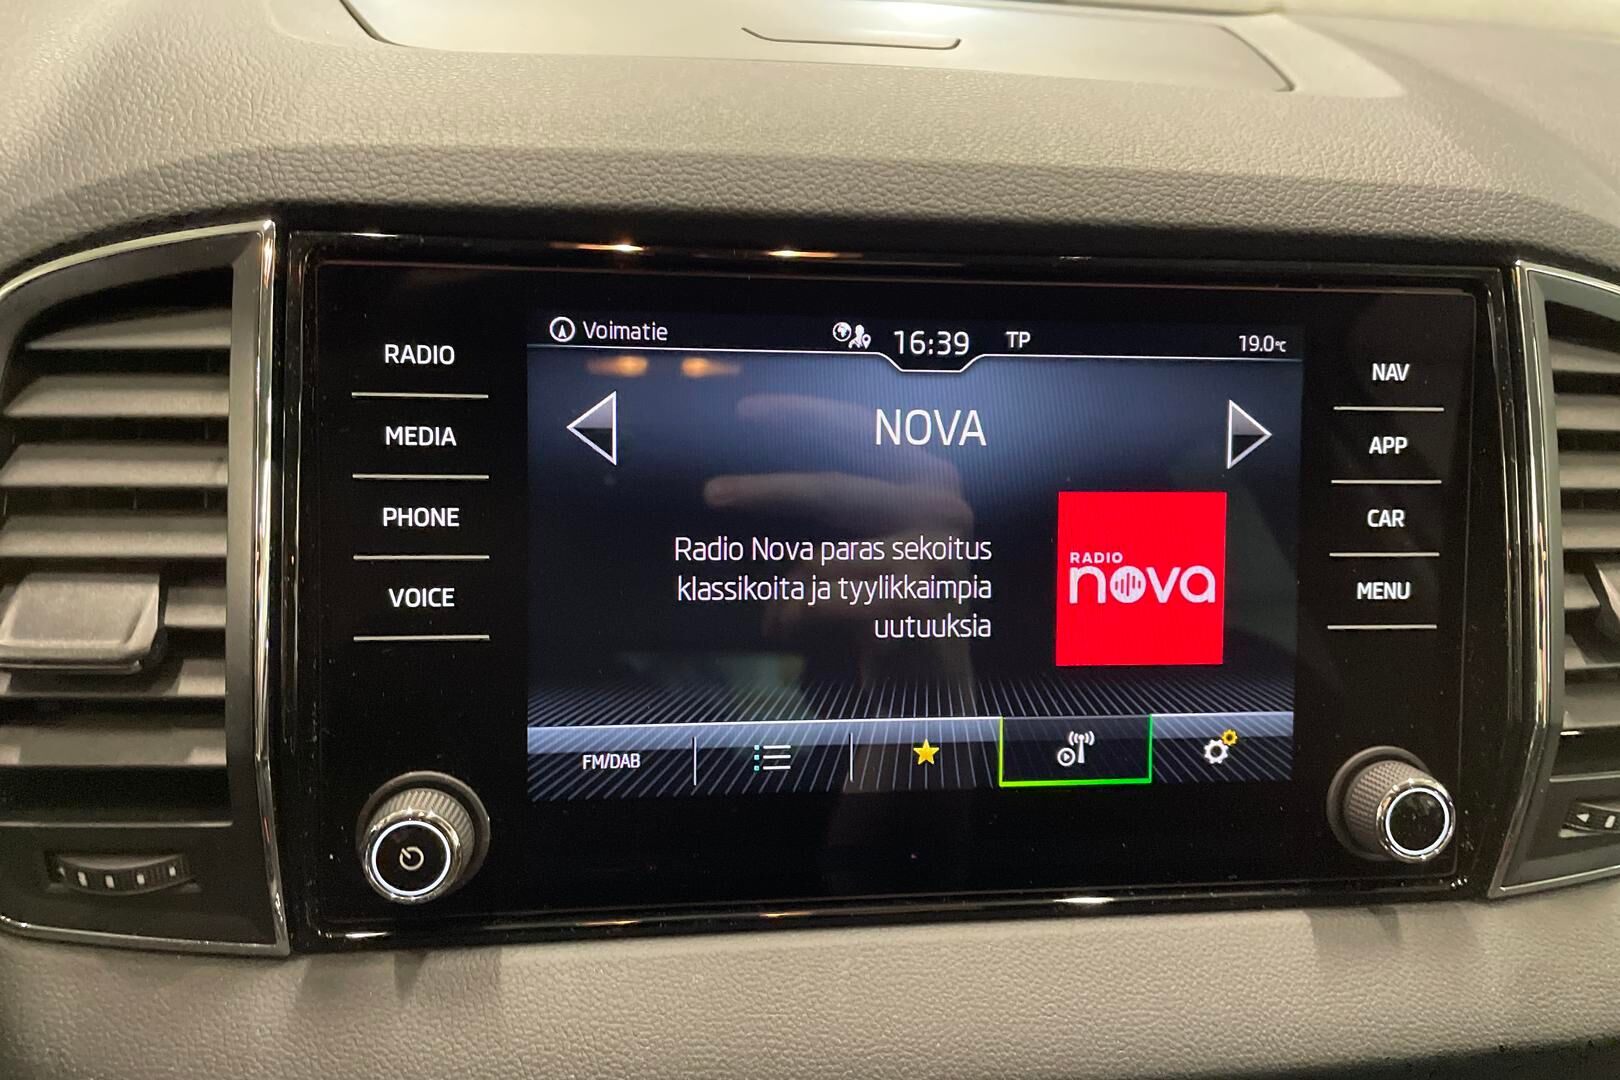 Voimatie
16:39
TP
19.0°C
RADIO
MEDIA
PHONE
VOICE
NOVA
Radio Nova paras sekoitus
klassikoita ja tyylikkaimpia
uutuuksia
RADIO
nova
FM/DAB
NAV
APP
CAR
MENU